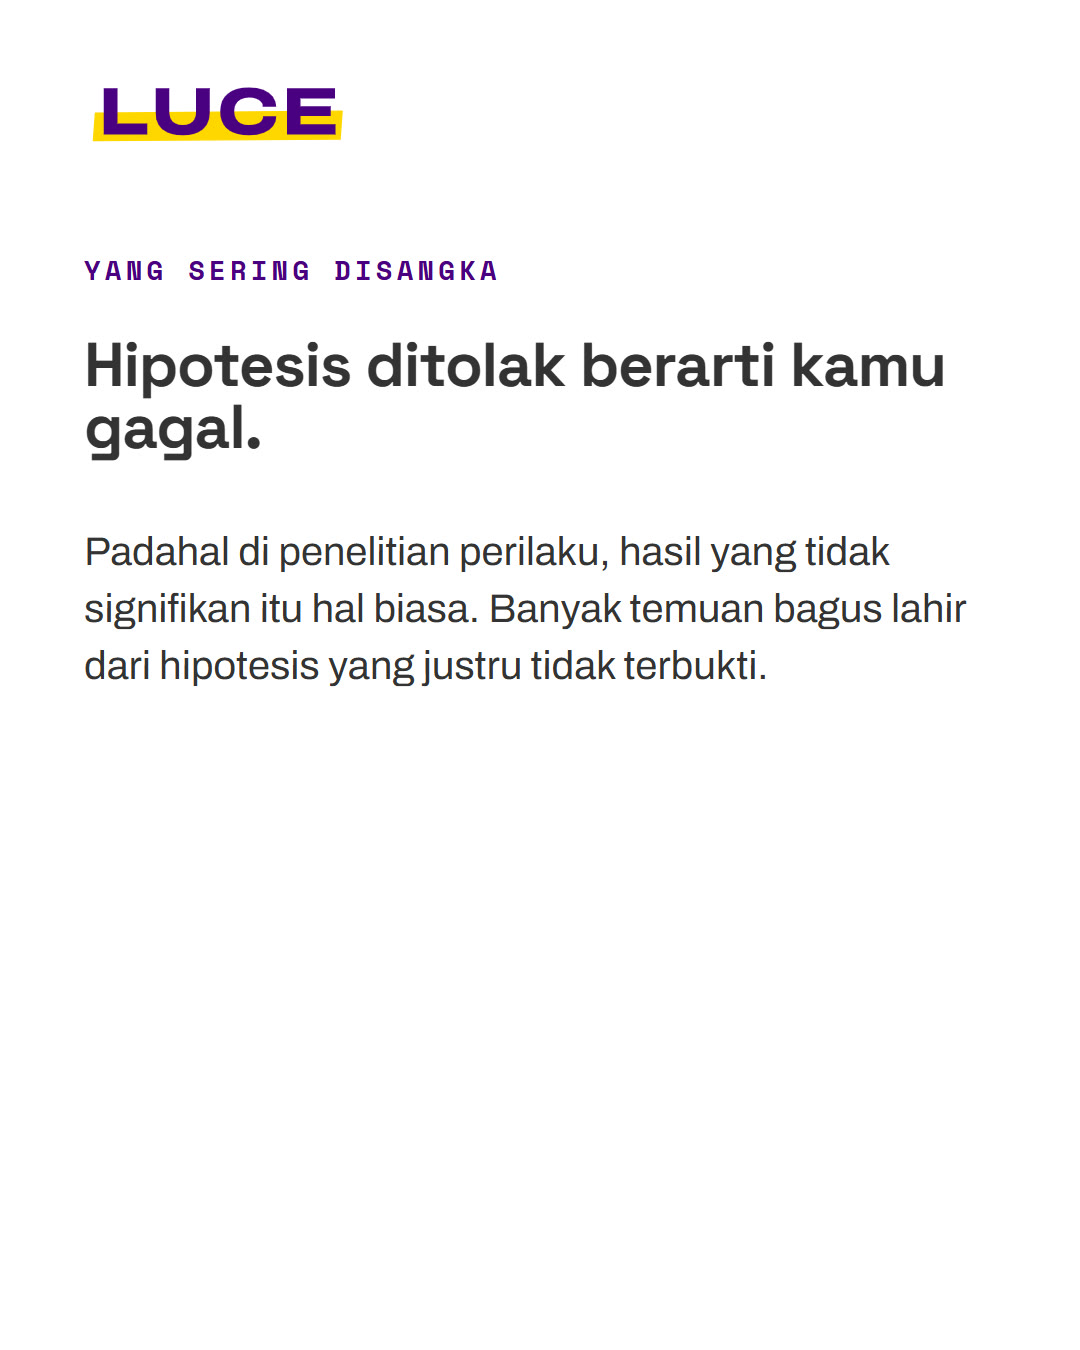 LUCE
YANG SERING DISANGKA
Hipotesis ditolak berarti kamu
gagal.
Padahal di penelitian perilaku, hasil yang tidak
signifikan itu hal biasa. Banyak temuan bagus lahir
dari hipotesis yang justru tidak terbukti.